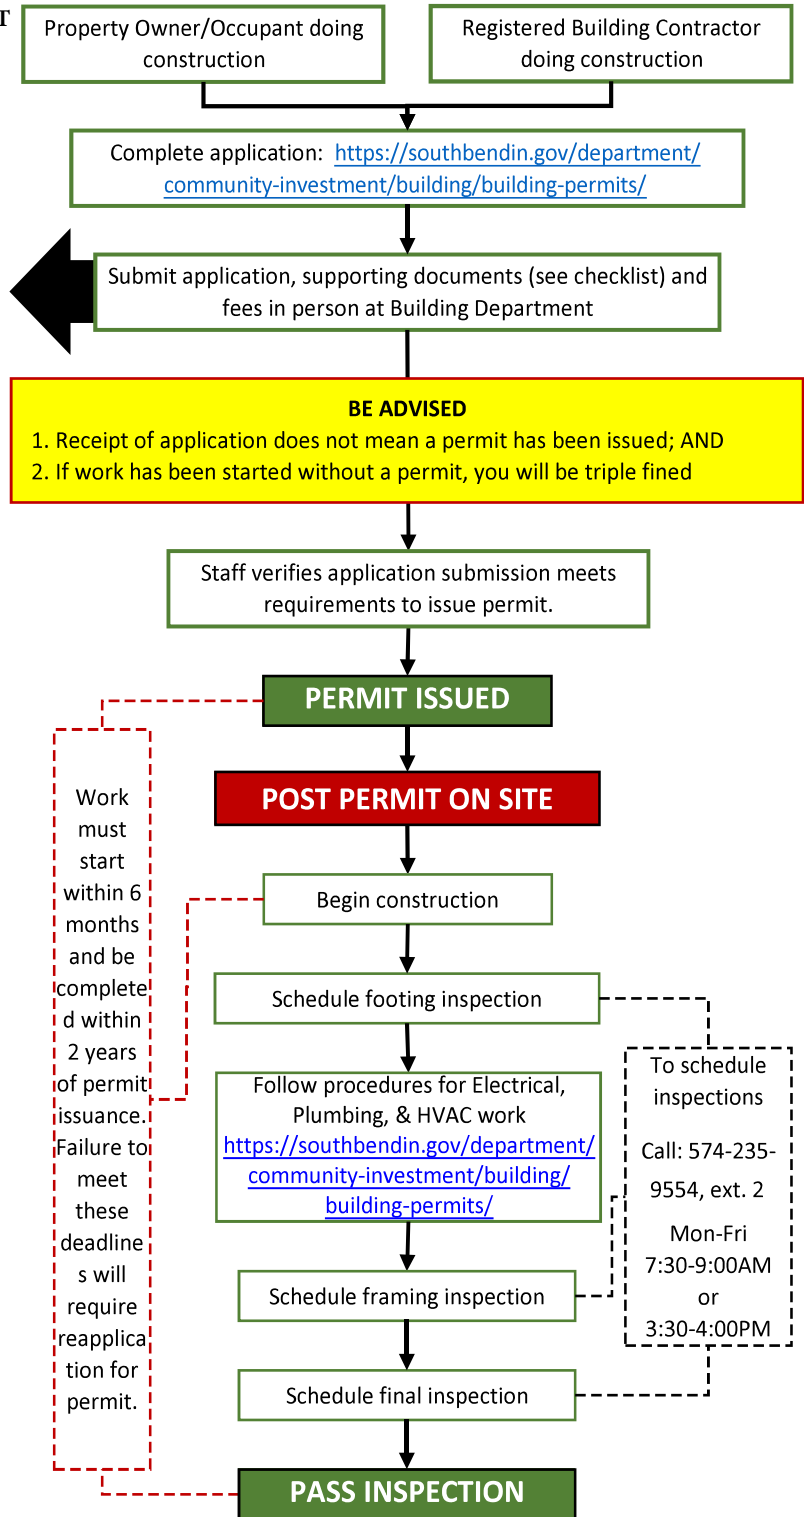 T
Property Owner/Occupant doing
construction
Registered Building Contractor
doing construction
Complete application:  https://southbendin.gov/department/
community-investment/building/building-permits/
Submit application, supporting documents (see checklist) and
fees in person at Building Department
BE ADVISED
1. Receipt of application does not mean a permit has been issued; AND
2. If work has been started without a permit, you will be triple fined
Staff verifies application submission meets
requirements to issue permit.
PERMIT ISSUED
POST PERMIT ON SITE
Work
must
start
within 6
months
and be
complete
d within
2 years
of permit
issuance.
Failure to
meet
these
deadline
s will
require
reapplica
tion for
permit.
Begin construction
Schedule footing inspection
Follow procedures for Electrical,
Plumbing, & HVAC work
https://southbendin.gov/department/
community-investment/building/
building-permits/
To schedule
inspections
Call: 574-235-
9554, ext. 2
Mon-Fri
7:30-9:00AM
or
3:30-4:00PM
Schedule framing inspection
Schedule final inspection
PASS INSPECTION